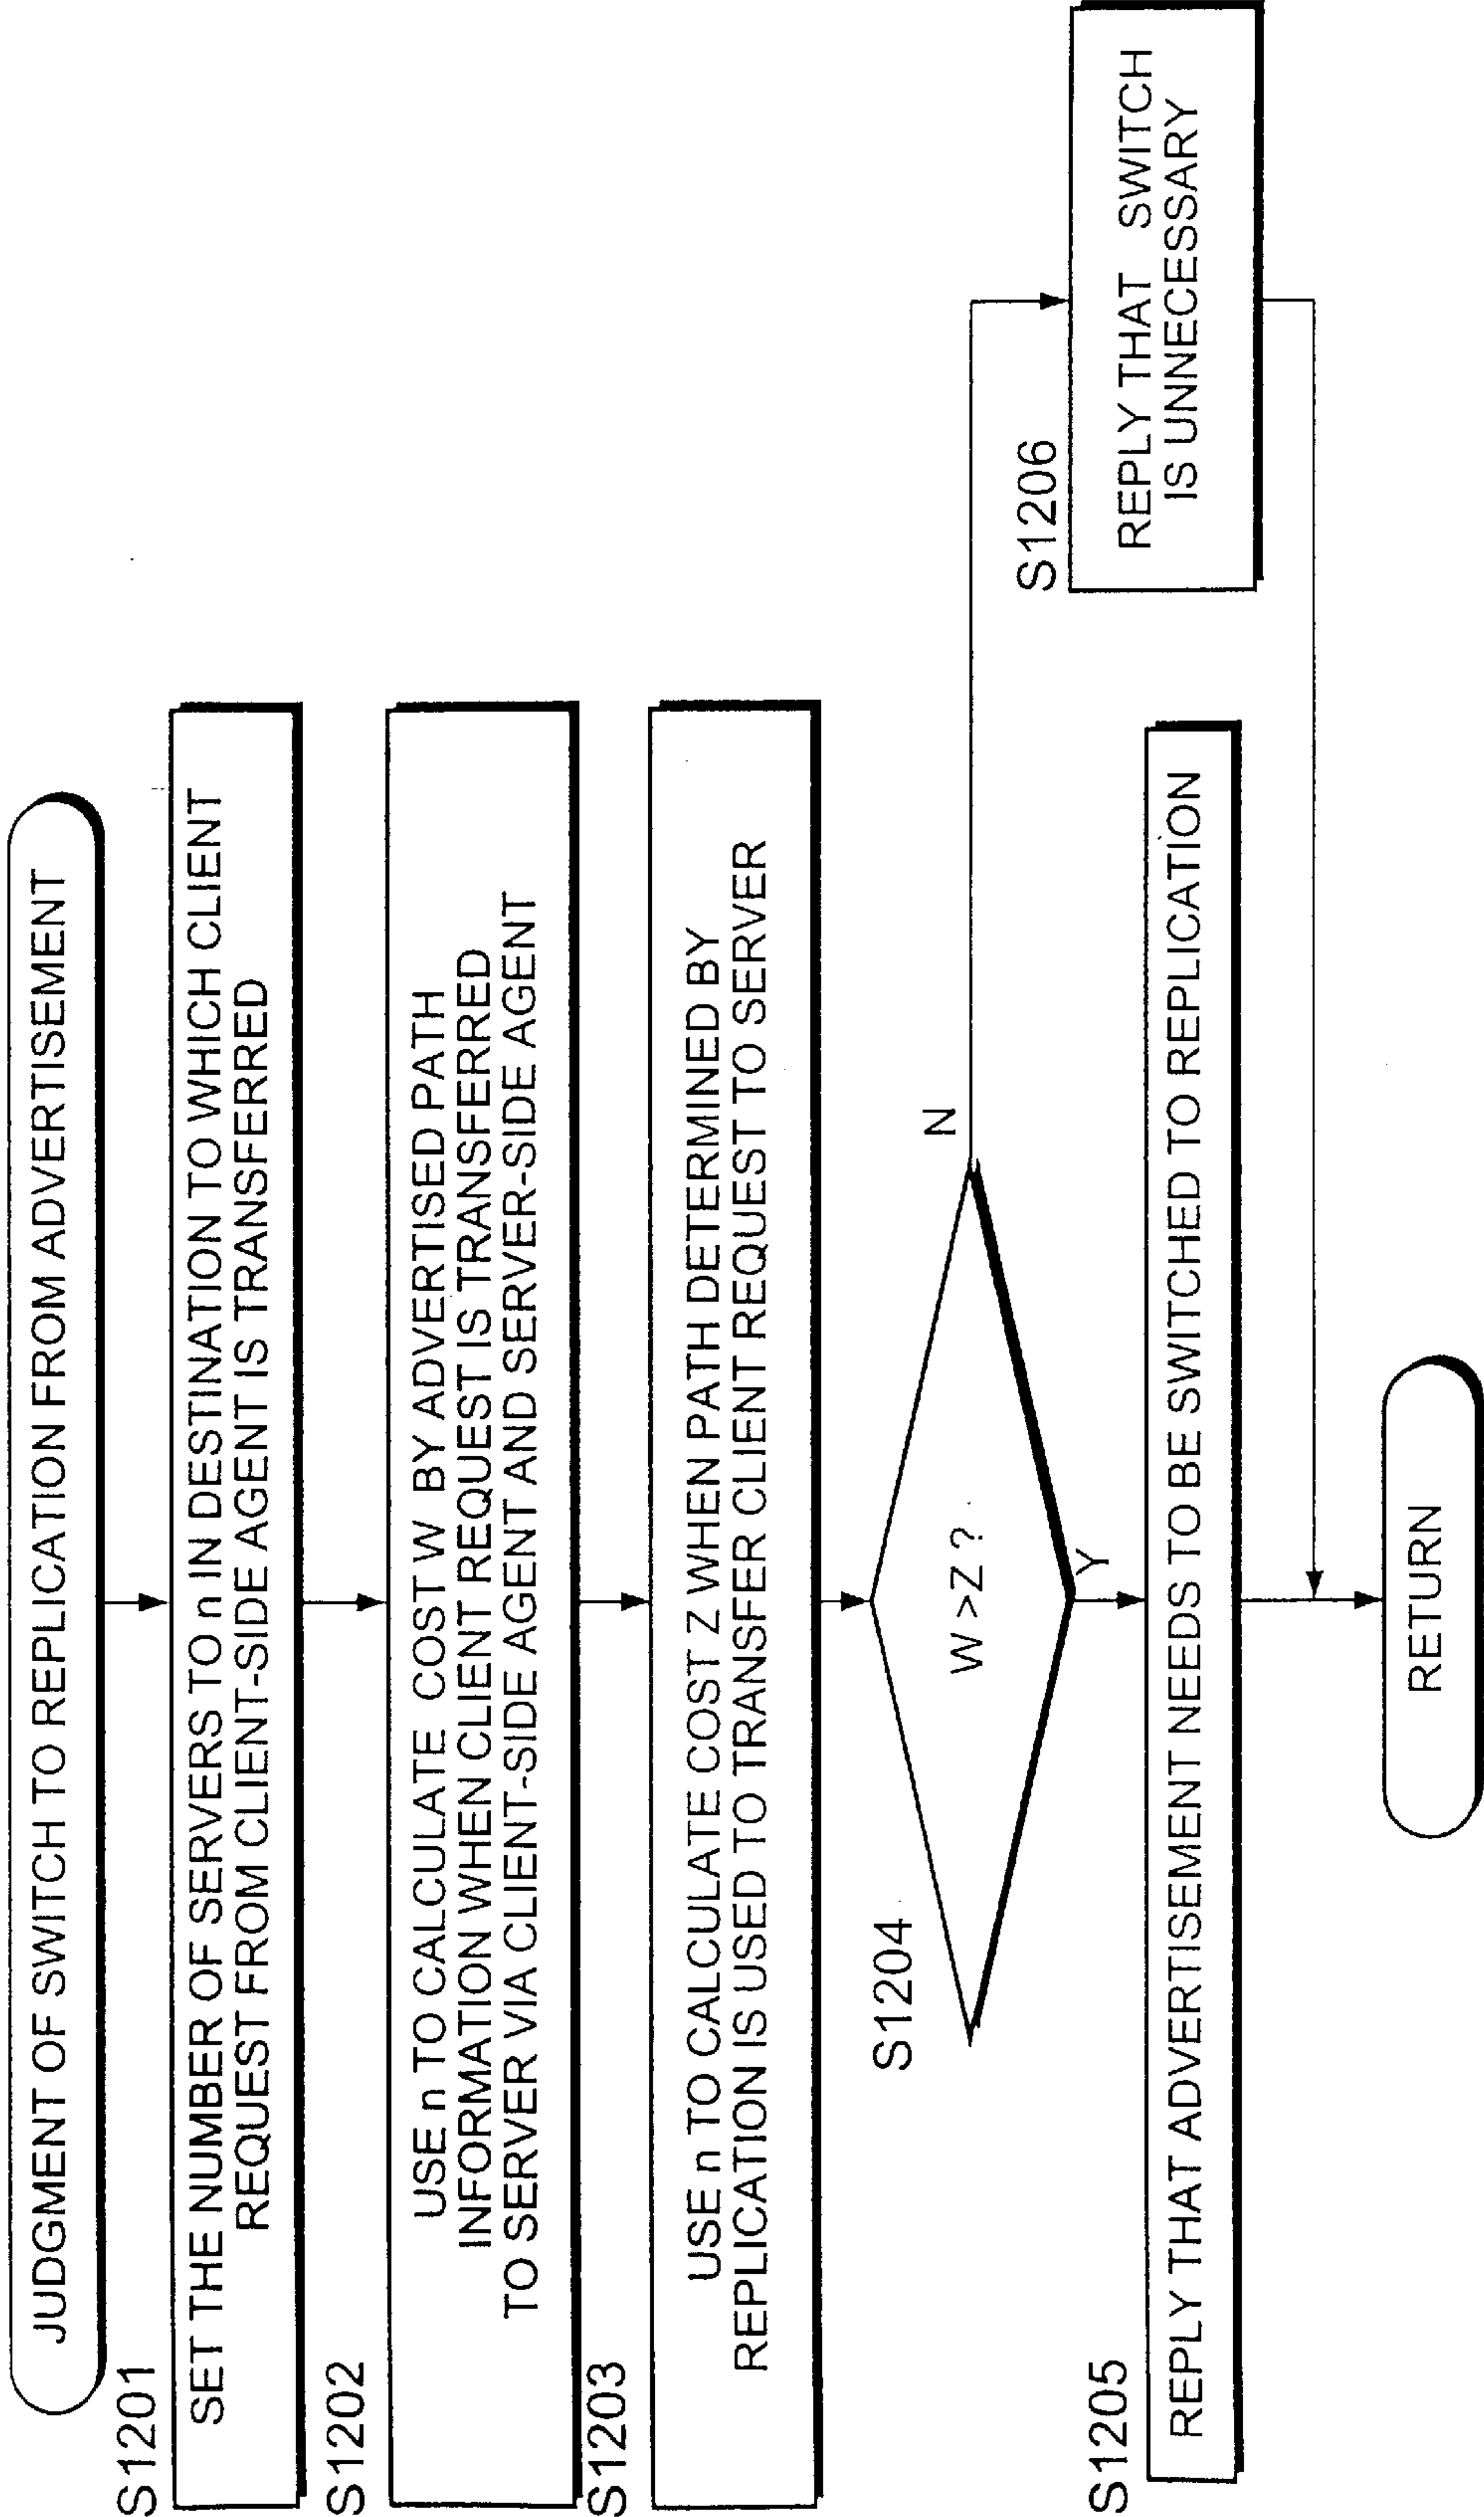 JUDGMENT OF SWITCH TO REPLICATION FROM ADVERTISEMENT
S1201
SET THE NUMBER OF SERVERS TO n IN DESTINATION TO WHICH CLIENT
REQUEST FROM CLIENT-SIDE AGENT IS TRANSFERRED
S1202
USE n TO CALCULATE COST W BY ADVERTISED PATH
INFORMATION WHEN CLIENT REQUEST IS TRANSFERRED
TO SERVER VIA CLIENT-SIDE AGENT AND SERVER-SIDE AGENT
S1203
USE n TO CALCULATE COST Z WHEN PATH DETERMINED BY
REPLICATION IS USED TO TRANSFER CLIENT REQUEST TO SERVER
S1204
W >Z ?
N
Y
S1206
REPLY THAT SWITCH
IS UNNECESSARY
S1205
REPLY THAT ADVERTISEMENT NEEDS TO BE SWITCHED TO REPLICATION
RETURN